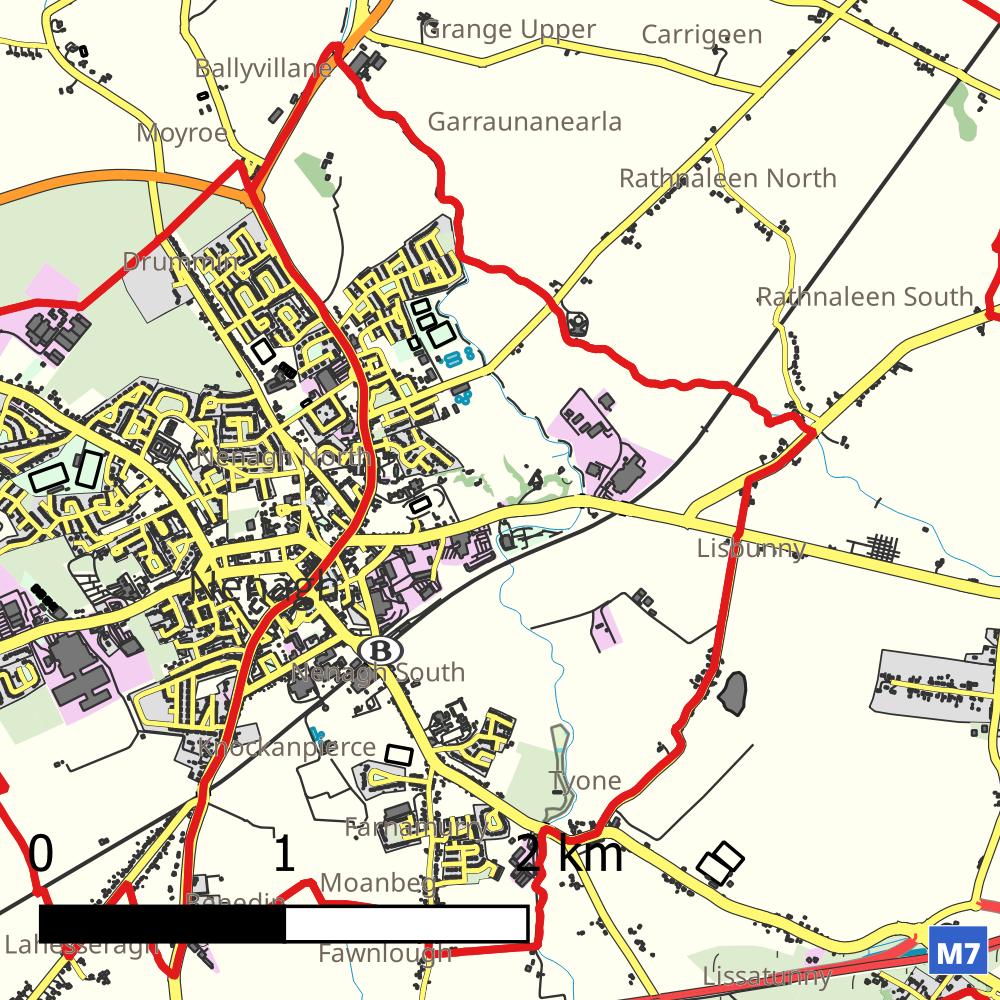 Grange Upper
Carrigeen
Ballyvillane
Garraunanearla
Moyroe
Rathnaleen North
Drummin
Rathnaleen South
Nenagh North
Lisbunny
Nenagh
B
Nenagh South
Knockanpierce
Tyone
Farnamurry
0 1 2 km
Moanbeg
Benedin
Lahesseragh
Fawnlough
M7
Lissatunny